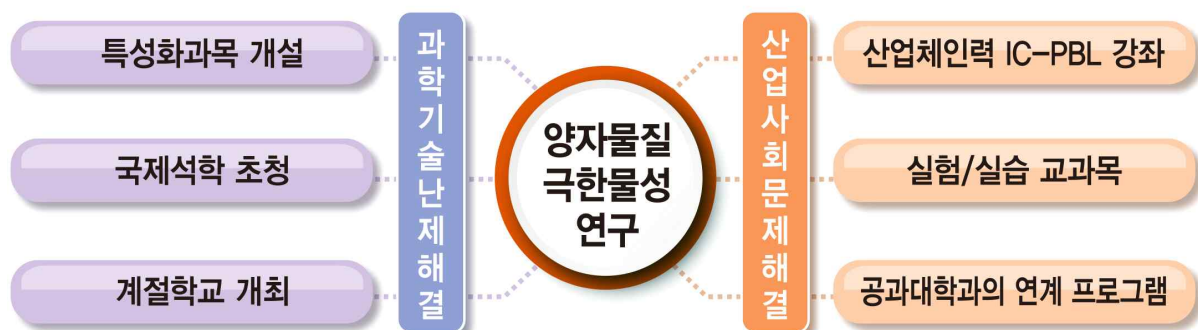 특성화과목 개설
국제석학 초청
계절학교 개최
과학기술난제해결
양자물질
극한물성
연구
산업사회문제해결
산업체인력 IC-PBL 강좌
실험/실습 교과목
공과대학과의 연계 프로그램